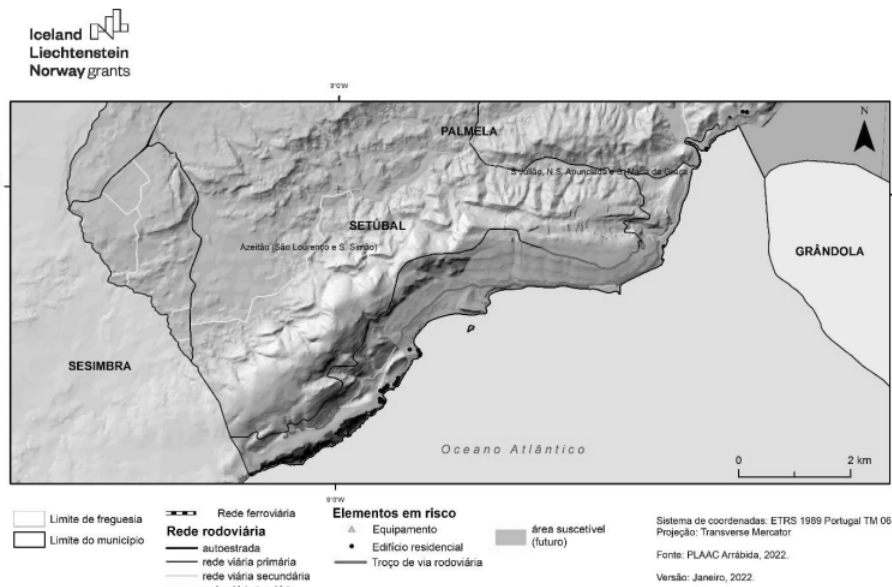 Iceland
Liechtenstein
Norway grants
9°0'W
PALMELA
S Julião, N.S. Anunciada e S. Maria da Graça
N
SETÚBAL
Azeitão (São Lourenço e S. Simão)
GRÂNDOLA
SESIMBRA
Oceano Atlântico
0 2 km
9°0'W
Limite de freguesia
Limite do município
Rede ferroviária
Rede rodoviária
autoestrada
rede viária primária
rede viária secundária
Elementos em risco
Equipamento
Edifício residencial
Troço de via rodoviária
área suscetível
(futuro)
Sistema de coordenadas: ETRS 1989 Portugal TM 06
Projeção: Transverse Mercator
Fonte: PLAAC Arrábida, 2022.
Versão: Janeiro, 2022.